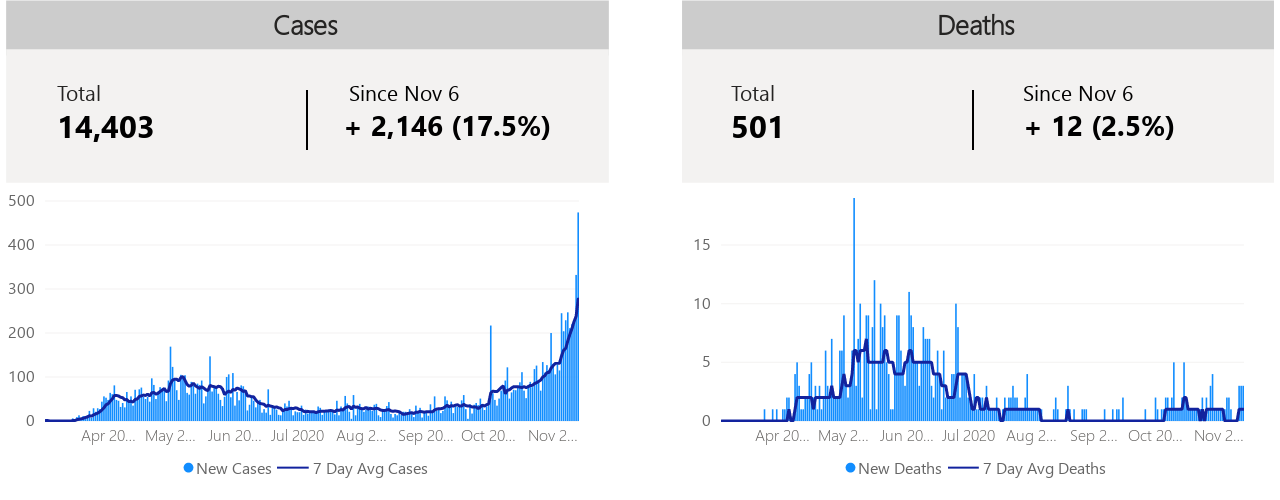 Cases
Total
14,403
Since Nov 6
+ 2,146 (17.5%)
500
400
300
200
100
0
Apr 20... May 2... Jun 20... Jul 2020 Aug 2... Sep 20... Oct 20... Nov 2...
New Cases 7 Day Avg Cases
Deaths
Total
501
Since Nov 6
+ 12 (2.5%)
15
10
5
0
Apr 20... May 2... Jun 20... Jul 2020 Aug 2... Sep 2... Oct 20... Nov 2...
New Deaths 7 Day Avg Deaths